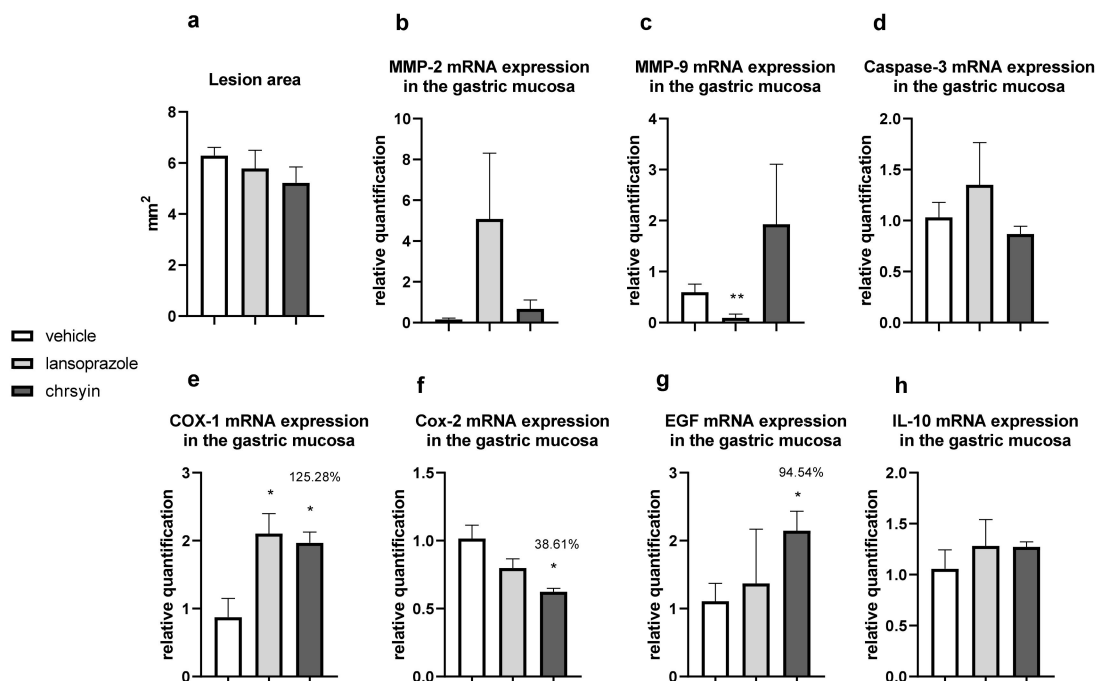 a
Lesion area
mm2
8
6
4
2
0
b
MMP-2 mRNA expression
in the gastric mucosa
relative quantification
10
8
6
4
2
0
c
MMP-9 mRNA expression
in the gastric mucosa
relative quantification
4
3
2
1
0
**
d
Caspase-3 mRNA expression
in the gastric mucosa
relative quantification
2.0
1.5
1.0
0.5
0.0
vehicle
lansoprazole
chrsyin
e
COX-1 mRNA expression
in the gastric mucosa
relative quantification
3
2
1
0
125.28%
*
*
f
Cox-2 mRNA expression
in the gastric mucosa
relative quantification
1.5
1.0
0.5
0.0
38.61%
*
g
EGF mRNA expression
in the gastric mucosa
relative quantification
3
2
1
0
94.54%
*
h
IL-10 mRNA expression
in the gastric mucosa
relative quantification
2.0
1.5
1.0
0.5
0.0